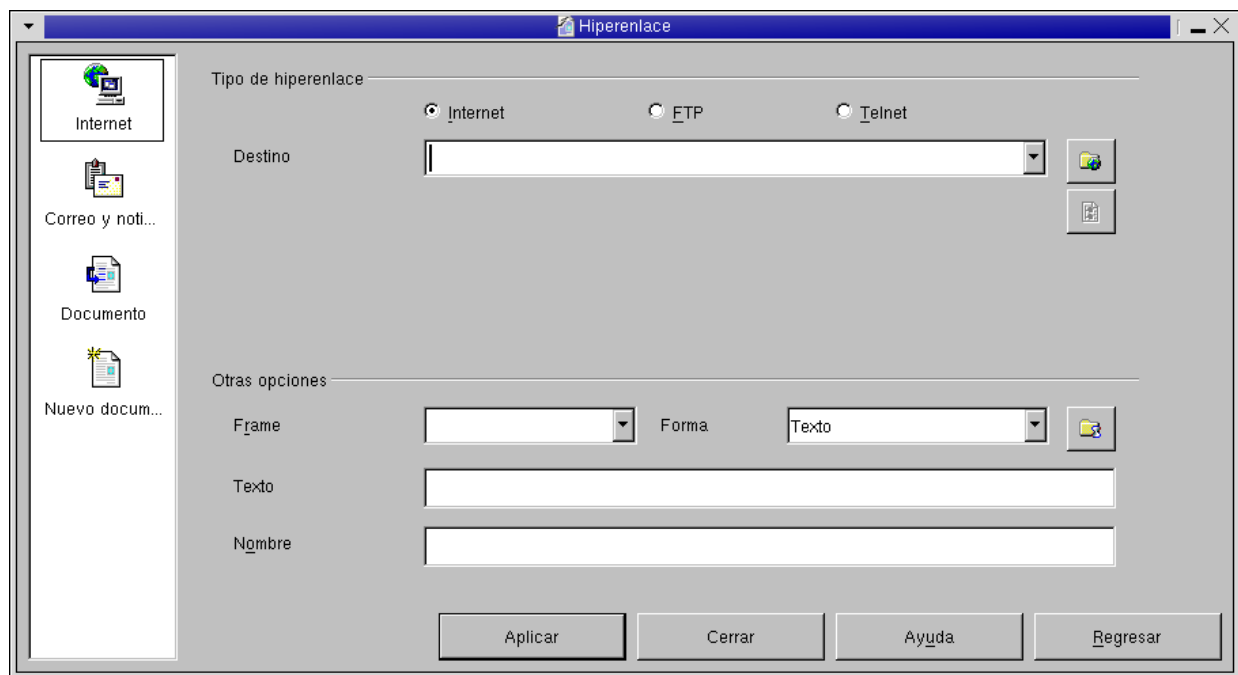 Hiperenlace
Internet
Correo y noti...
Documento
Nuevo docum...
Tipo de hiperenlace
Internet FTP Telnet
Destino
Otras opciones
Frame Forma Texto
Texto
Nombre
Aplicar Cerrar Ayuda Regresar